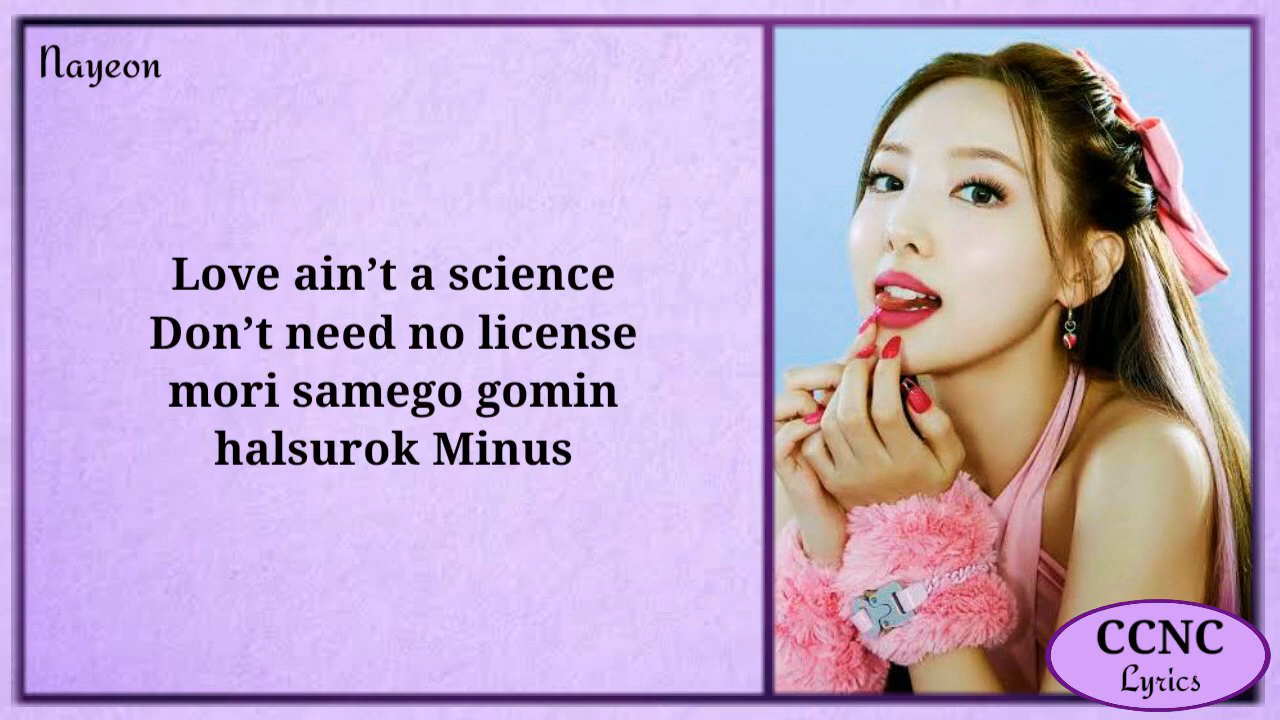 Nayeon
Love ain’t a science
Don’t need no license
mori samego gomin
halsurok Minus
CCNC
Lyrics